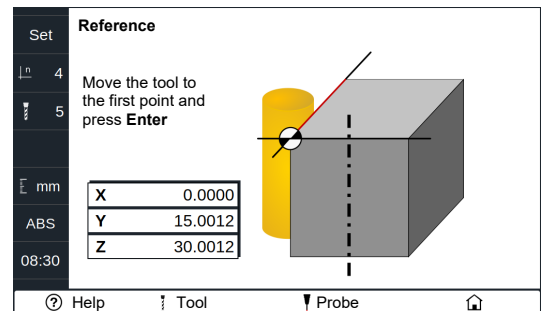 Set
Reference
n 4
5
Move the tool to
the first point and
press Enter
mm
X 0.0000
Y 15.0012
Z 30.0012
ABS
08:30
? Help
Tool
Probe